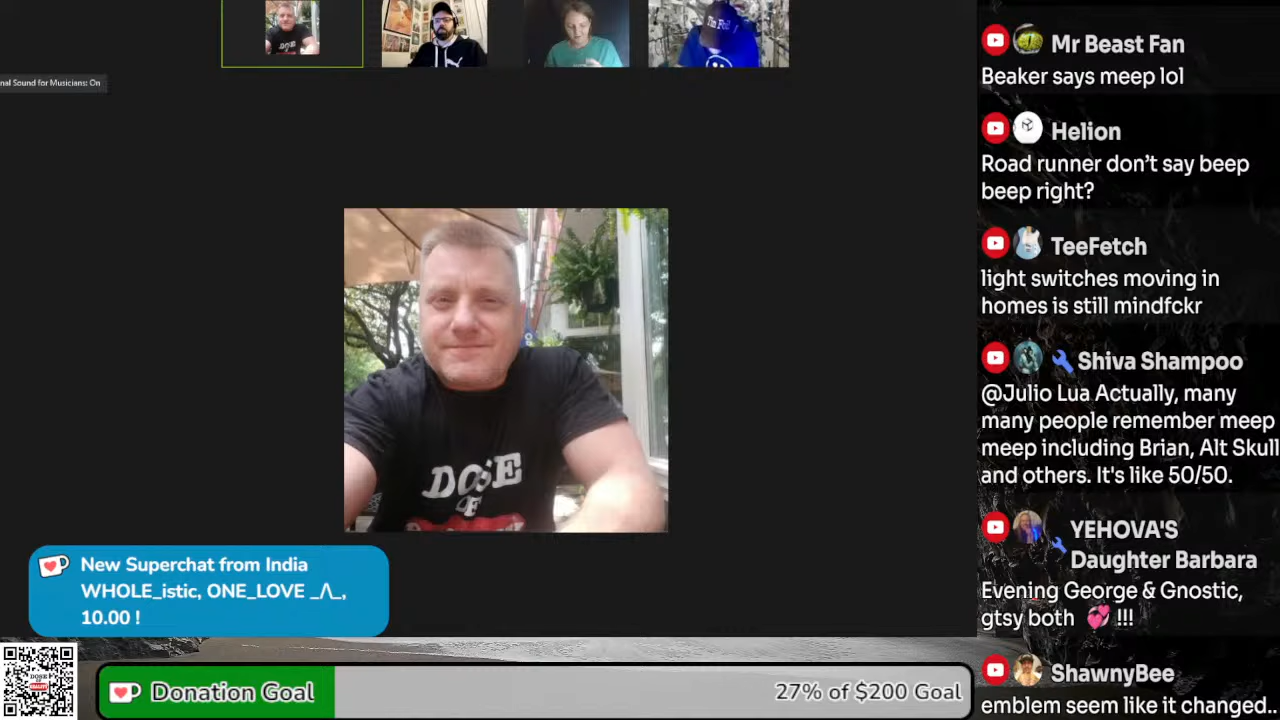 nal Sound for Musicians: On
DOSE
OF
New Superchat from India
WHOLE_istic, ONE_LOVE _/\_,
10.00 !
Donation Goal
27% of $200 Goal
Mr Beast Fan
Beaker says meep lol
Helion
Road runner don’t say beep
beep right?
TeeFetch
light switches moving in
homes is still mindfckr
Shiva Shampoo
@Julio Lua Actually, many
many people remember meep
meep including Brian, Alt Skull
and others. It's like 50/50.
YEHOVA'S
Daughter Barbara
Evening George & Gnostic,
gtsy both !!!
ShawnyBee
emblem seem like it changed..